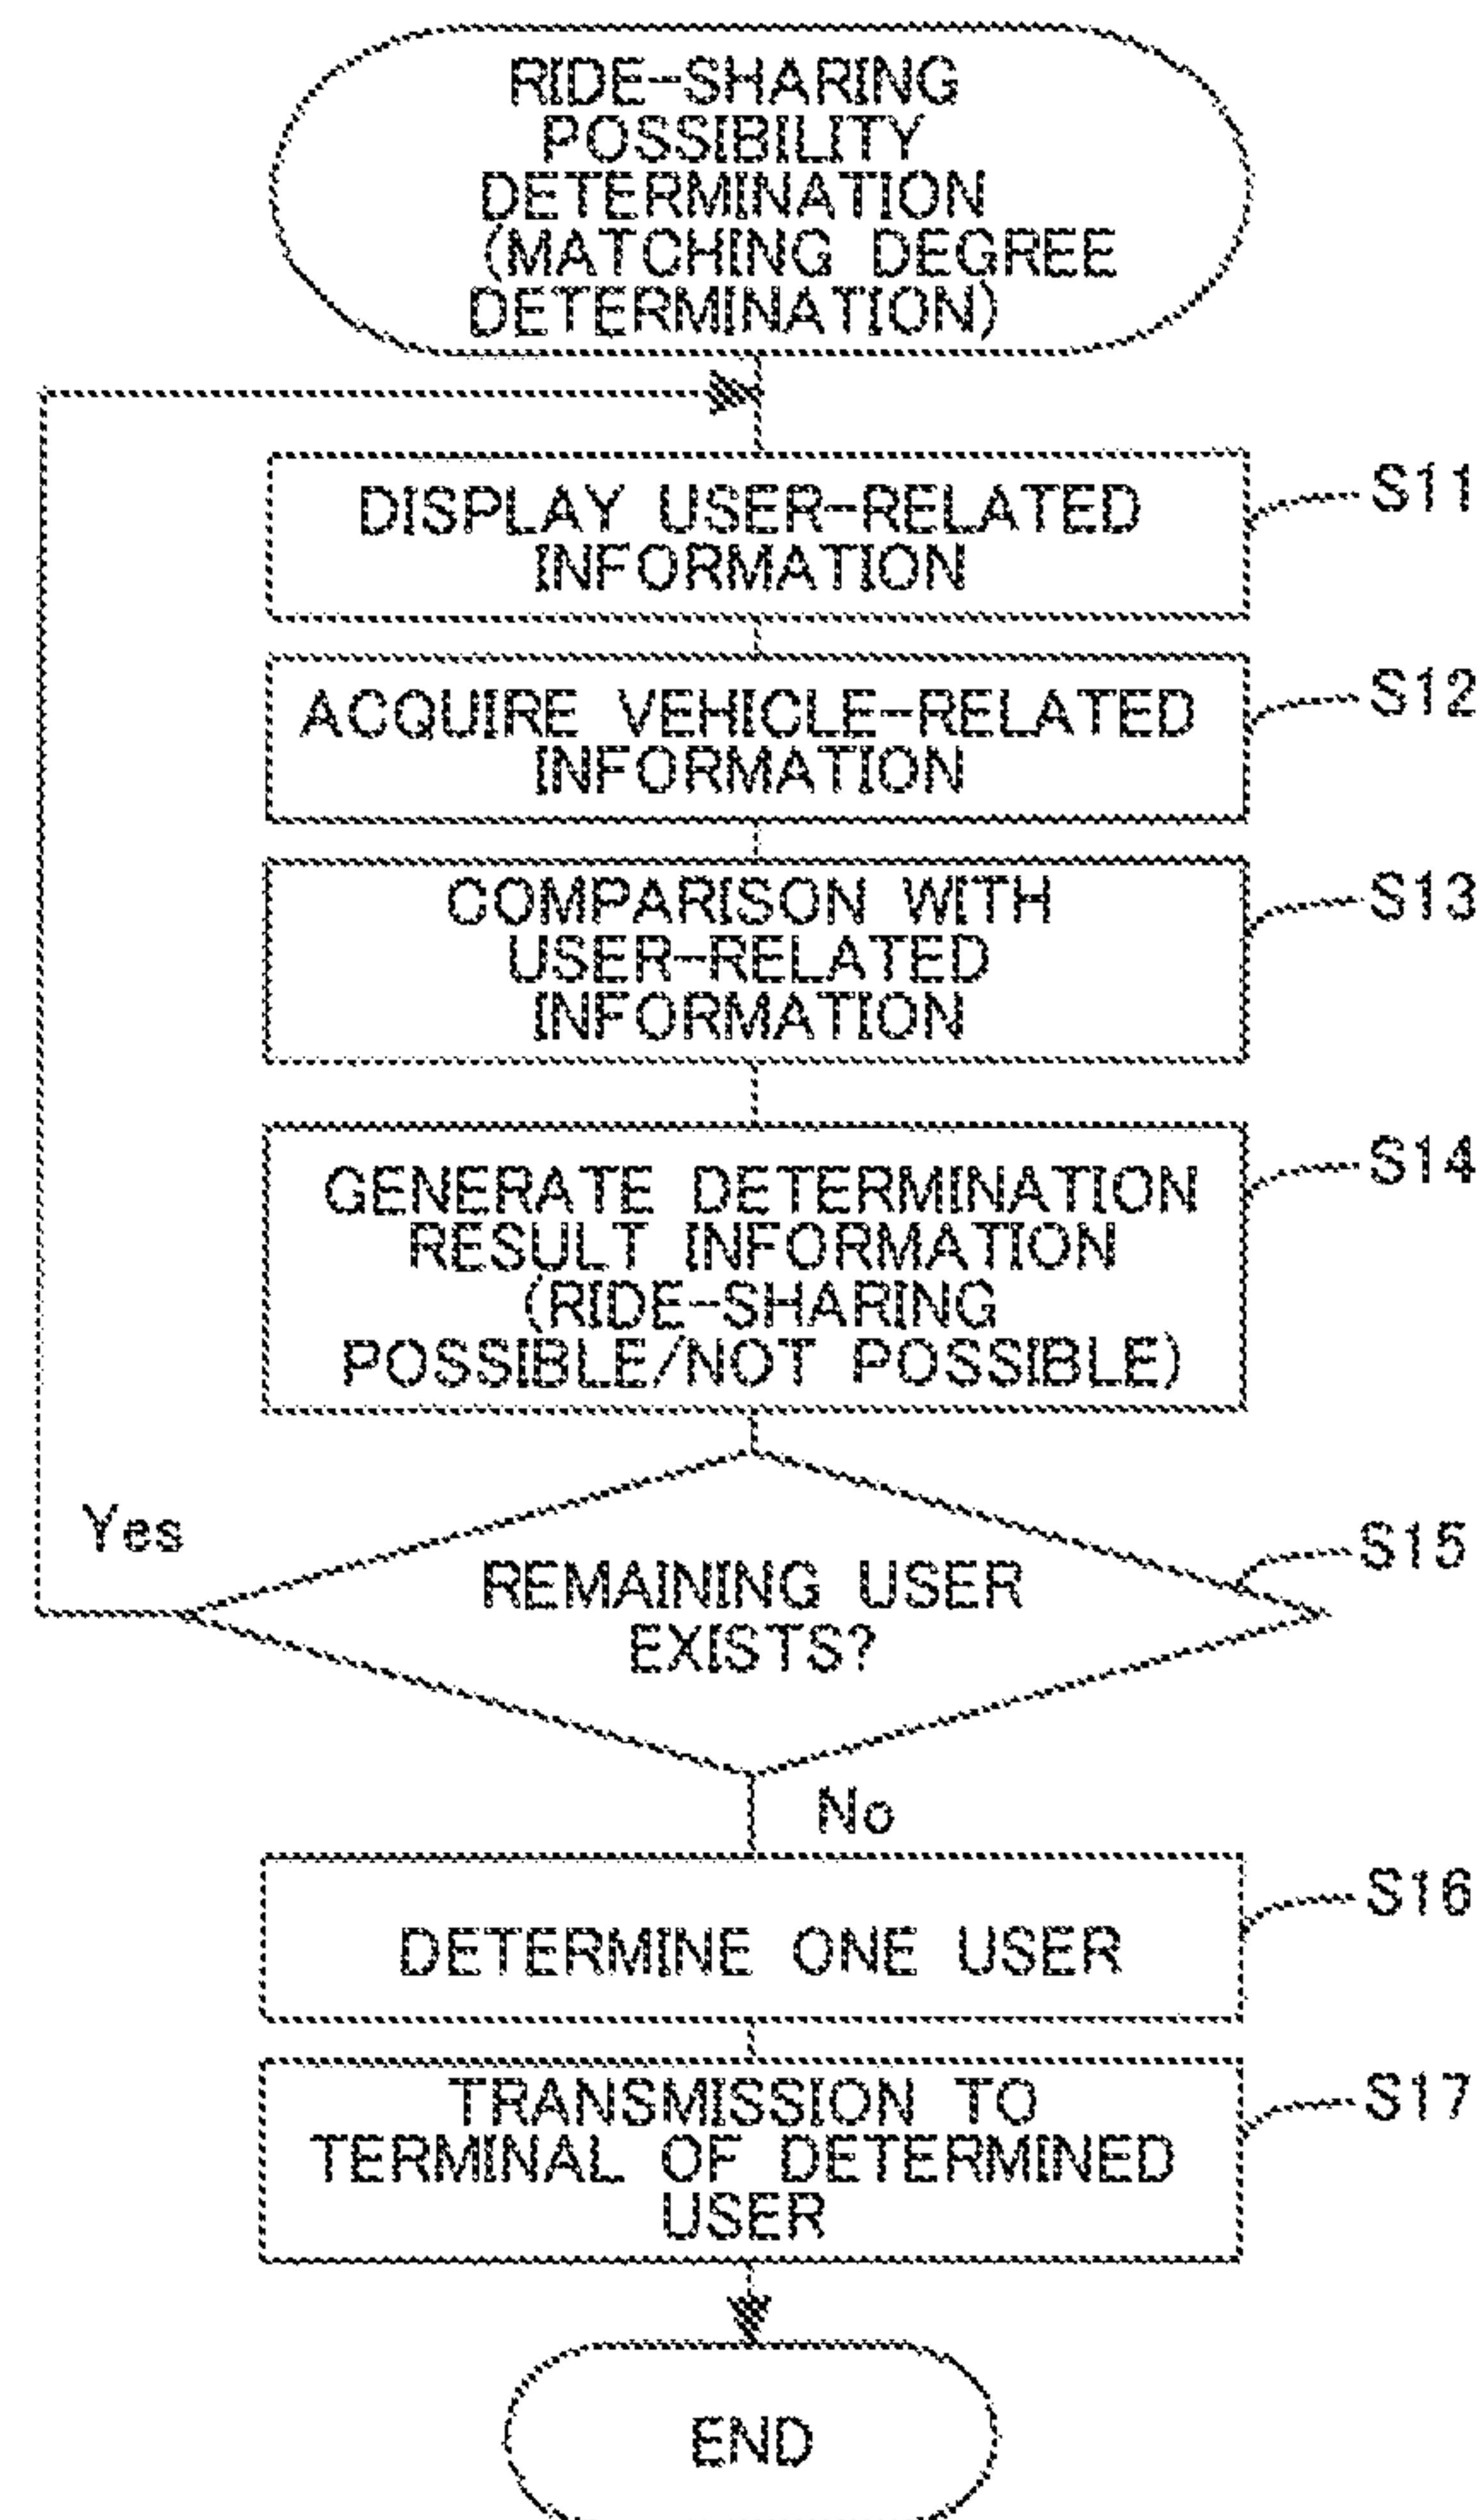 RIDE-SHARING
POSSIBILITY
DETERMINATION
(MATCHING DEGREE
DETERMINATION)
DISPLAY USER-RELATED
INFORMATION
S11
ACQUIRE VEHICLE-RELATED
INFORMATION
S12
COMPARISON WITH
USER-RELATED
INFORMATION
S13
GENERATE DETERMINATION
RESULT INFORMATION
(RIDE-SHARING
POSSIBLE/NOT POSSIBLE)
S14
Yes
REMAINING USER
EXISTS?
S15
No
DETERMINE ONE USER
S16
TRANSMISSION TO
TERMINAL OF DETERMINED
USER
S17
END